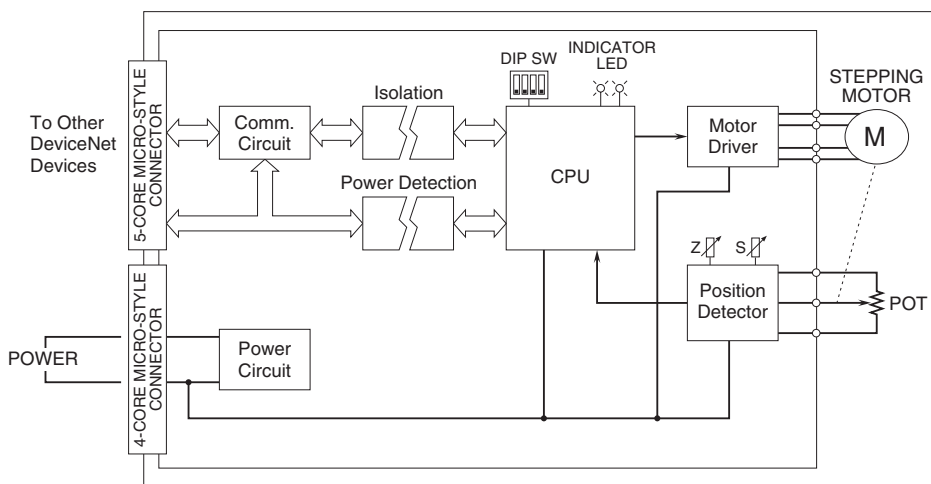 To Other
DeviceNet
Devices
5-CORE MICRO-STYLE
CONNECTOR
Comm.
Circuit
Isolation
Power Detection
DIP SW
INDICATOR
LED
CPU
Motor
Driver
STEPPING
MOTOR
M
Z
S
Position
Detector
POT
POWER
4-CORE MICRO-STYLE
CONNECTOR
Power
Circuit